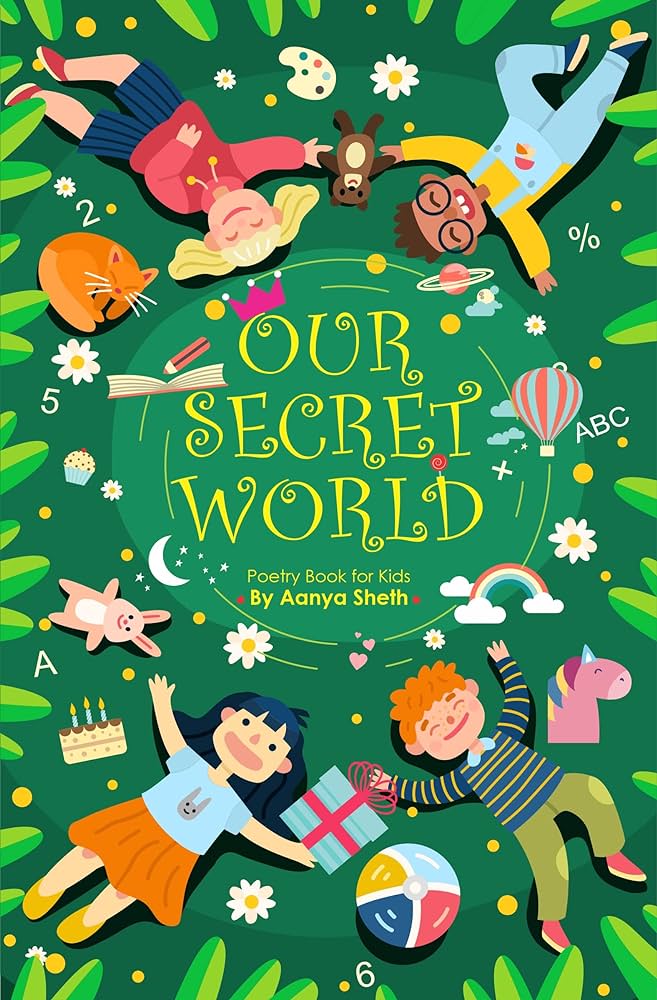 2
%
OUR
SECRET
WORLD
5
ABC
+
Poetry Book for Kids
By Aanya Sheth
A
6